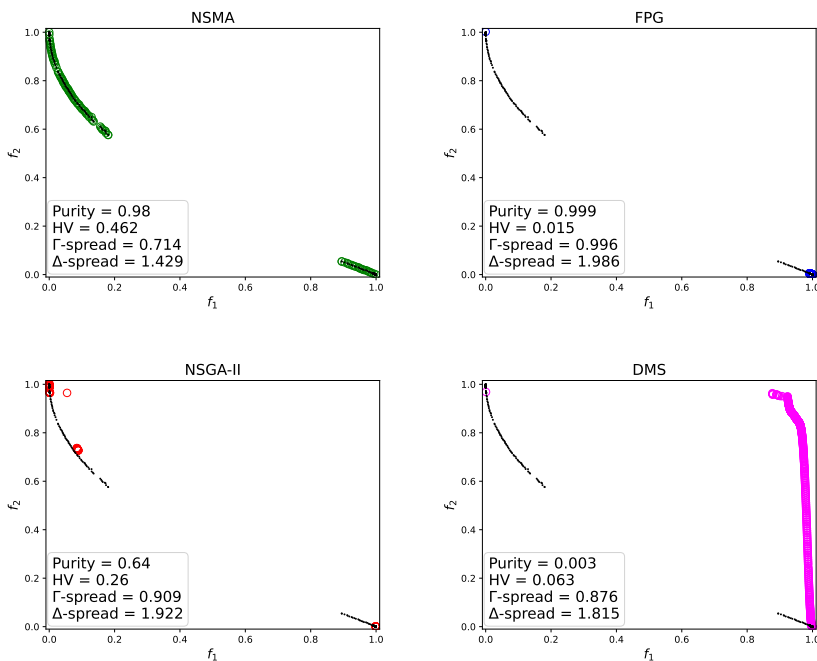 NSMA
1.0
0.8
0.6
0.4
0.2
0.0
f₂
Purity = 0.98
HV = 0.462
Γ-spread = 0.714
Δ-spread = 1.429
0.0 0.2 0.4 0.6 0.8 1.0
f₁
FPG
1.0
0.8
0.6
0.4
0.2
0.0
f₂
Purity = 0.999
HV = 0.015
Γ-spread = 0.996
Δ-spread = 1.986
0.0 0.2 0.4 0.6 0.8 1.0
f₁
NSGA-II
1.0
0.8
0.6
0.4
0.2
0.0
f₂
Purity = 0.64
HV = 0.26
Γ-spread = 0.909
Δ-spread = 1.922
0.0 0.2 0.4 0.6 0.8 1.0
f₁
DMS
1.0
0.8
0.6
0.4
0.2
0.0
f₂
Purity = 0.003
HV = 0.063
Γ-spread = 0.876
Δ-spread = 1.815
0.0 0.2 0.4 0.6 0.8 1.0
f₁